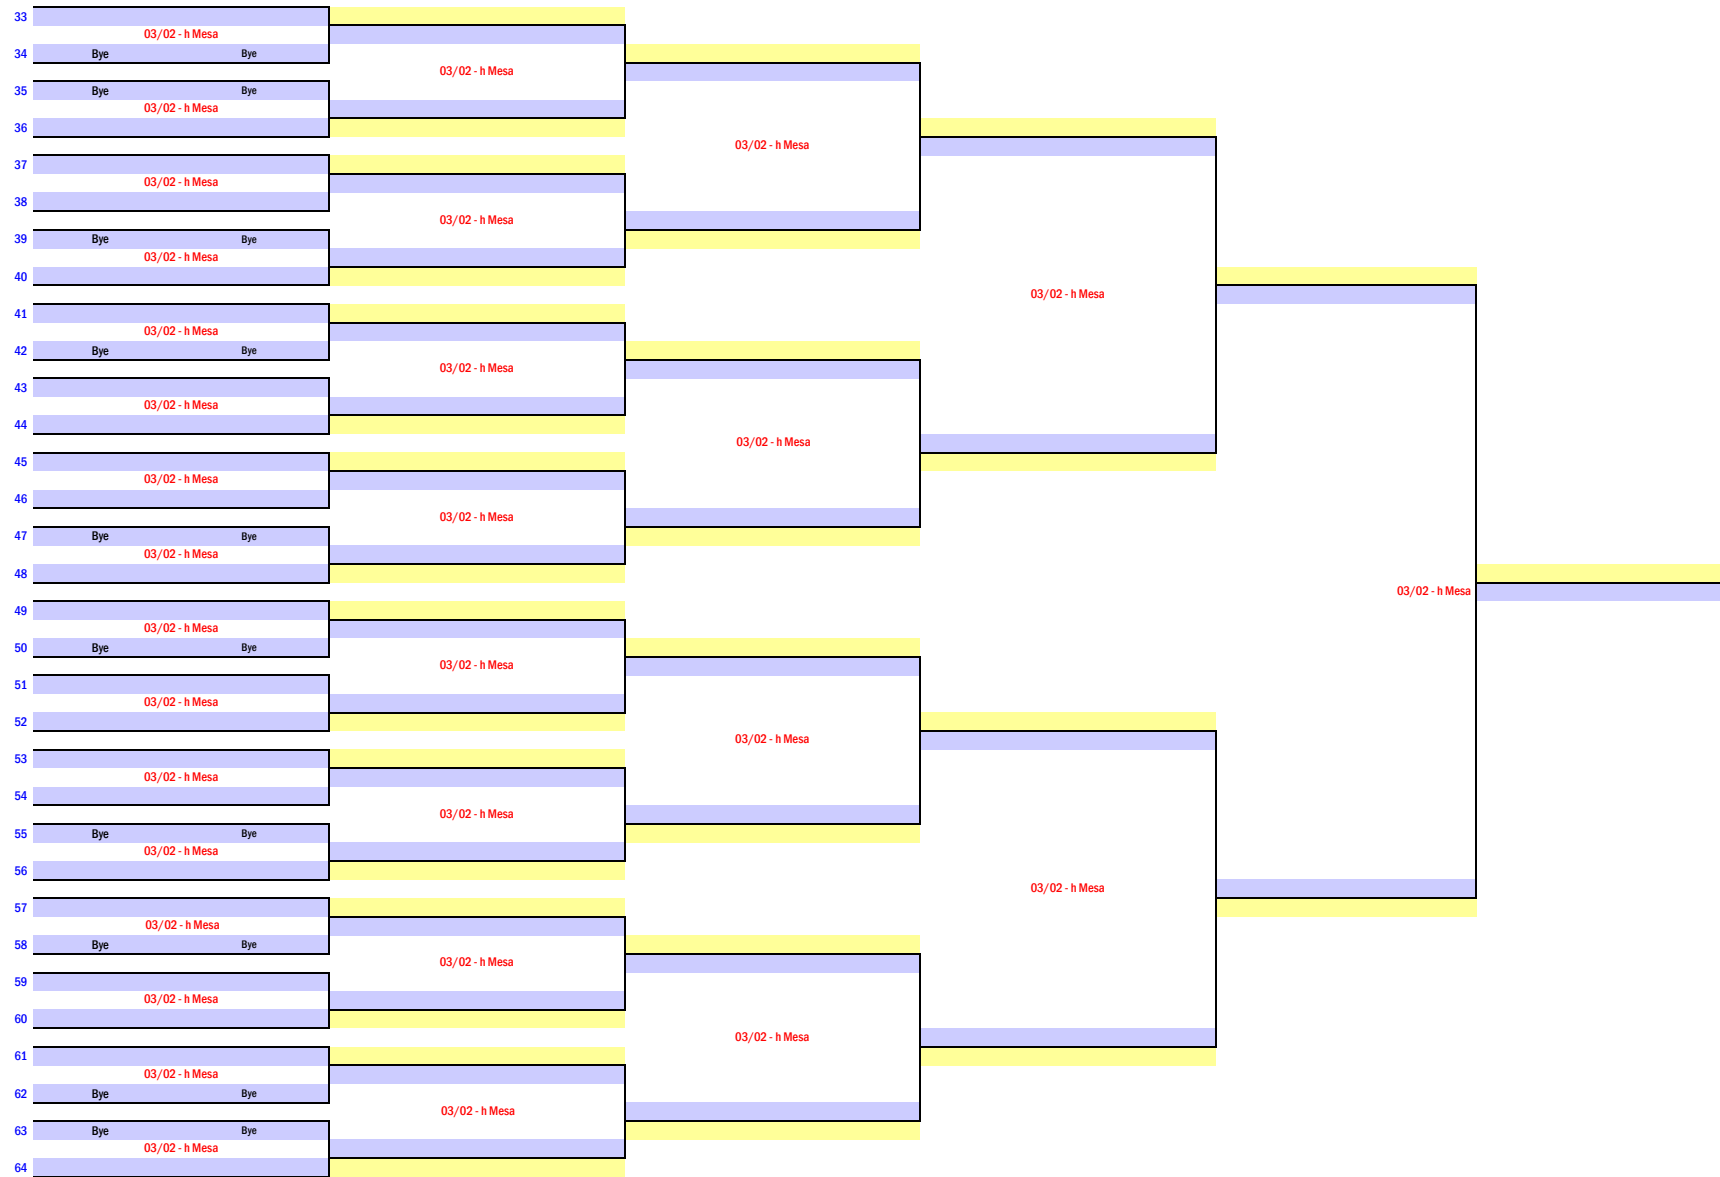 33
03/02 - h Mesa
34 Bye Bye
03/02 - h Mesa
35 Bye Bye
03/02 - h Mesa
36
03/02 - h Mesa
37
03/02 - h Mesa
38
03/02 - h Mesa
39 Bye Bye
03/02 - h Mesa
40
03/02 - h Mesa
41
03/02 - h Mesa
42 Bye Bye
03/02 - h Mesa
43
03/02 - h Mesa
44
03/02 - h Mesa
45
03/02 - h Mesa
46
03/02 - h Mesa
47 Bye Bye
03/02 - h Mesa
48
03/02 - h Mesa
49
03/02 - h Mesa
50 Bye Bye
03/02 - h Mesa
51
03/02 - h Mesa
52
03/02 - h Mesa
53
03/02 - h Mesa
54
03/02 - h Mesa
55 Bye Bye
03/02 - h Mesa
56
03/02 - h Mesa
57
03/02 - h Mesa
58 Bye Bye
03/02 - h Mesa
59
03/02 - h Mesa
60
03/02 - h Mesa
61
03/02 - h Mesa
62 Bye Bye
03/02 - h Mesa
63 Bye Bye
03/02 - h Mesa
64